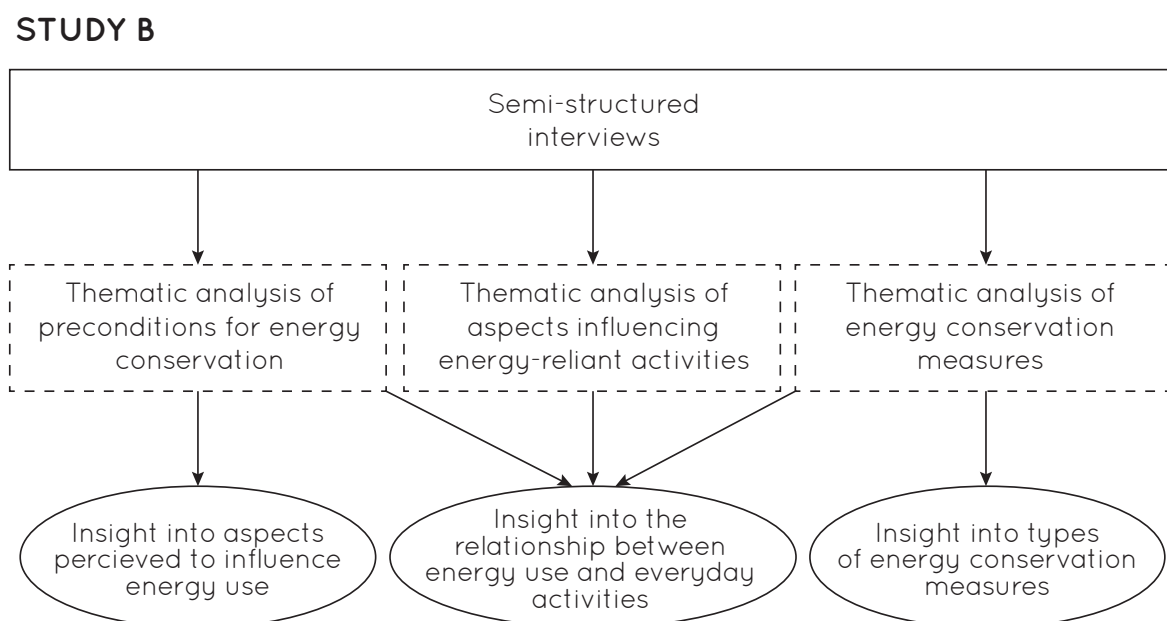 STUDY B
Semi-structured
interviews
Thematic analysis of
preconditions for energy
conservation
Thematic analysis of
aspects influencing
energy-reliant activities
Thematic analysis of
energy conservation
measures
Insight into aspects
percieved to influence
energy use
Insight into the
relationship between
energy use and everyday
activities
Insight into types
of energy conservation
measures